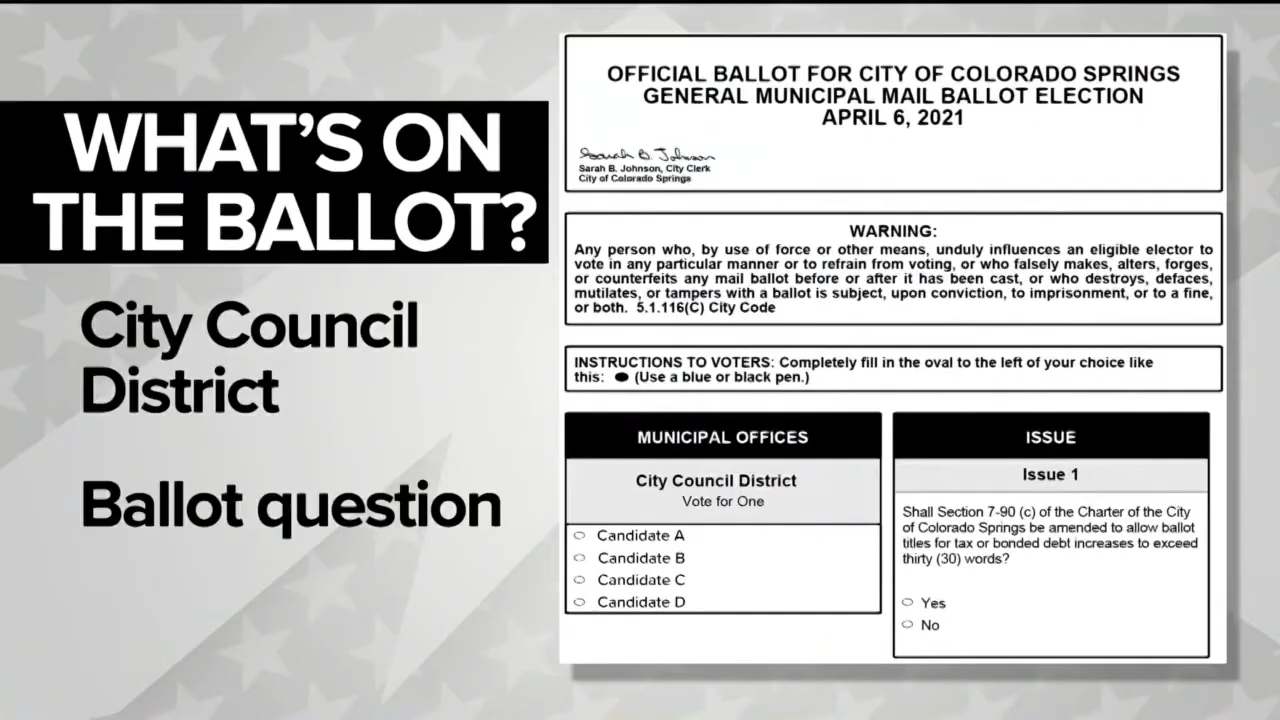 WHAT'S ON
THE BALLOT?
City Council
District
Ballot question
OFFICIAL BALLOT FOR CITY OF COLORADO SPRINGS
GENERAL MUNICIPAL MAIL BALLOT ELECTION
APRIL 6, 2021
Sarah B. Johnson
Sarah B. Johnson, City Clerk
City of Colorado Springs
WARNING:
Any person who, by use of force or other means, unduly influences an eligible elector to
vote in any particular manner or to refrain from voting, or who falsely makes, alters, forges,
or counterfeits any mail ballot before or after it has been cast, or who destroys, defaces,
mutilates, or tampers with a ballot is subject, upon conviction, to imprisonment, or to a fine,
or both. 5.1.116(C) City Code
INSTRUCTIONS TO VOTERS: Completely fill in the oval to the left of your choice like
this: (Use a blue or black pen.)
MUNICIPAL OFFICES
City Council District
Vote for One
Candidate A
Candidate B
Candidate C
Candidate D
ISSUE
Issue 1
Shall Section 7-90 (c) of the Charter of the City
of Colorado Springs be amended to allow ballot
titles for tax or bonded debt increases to exceed
thirty (30) words?
Yes
No